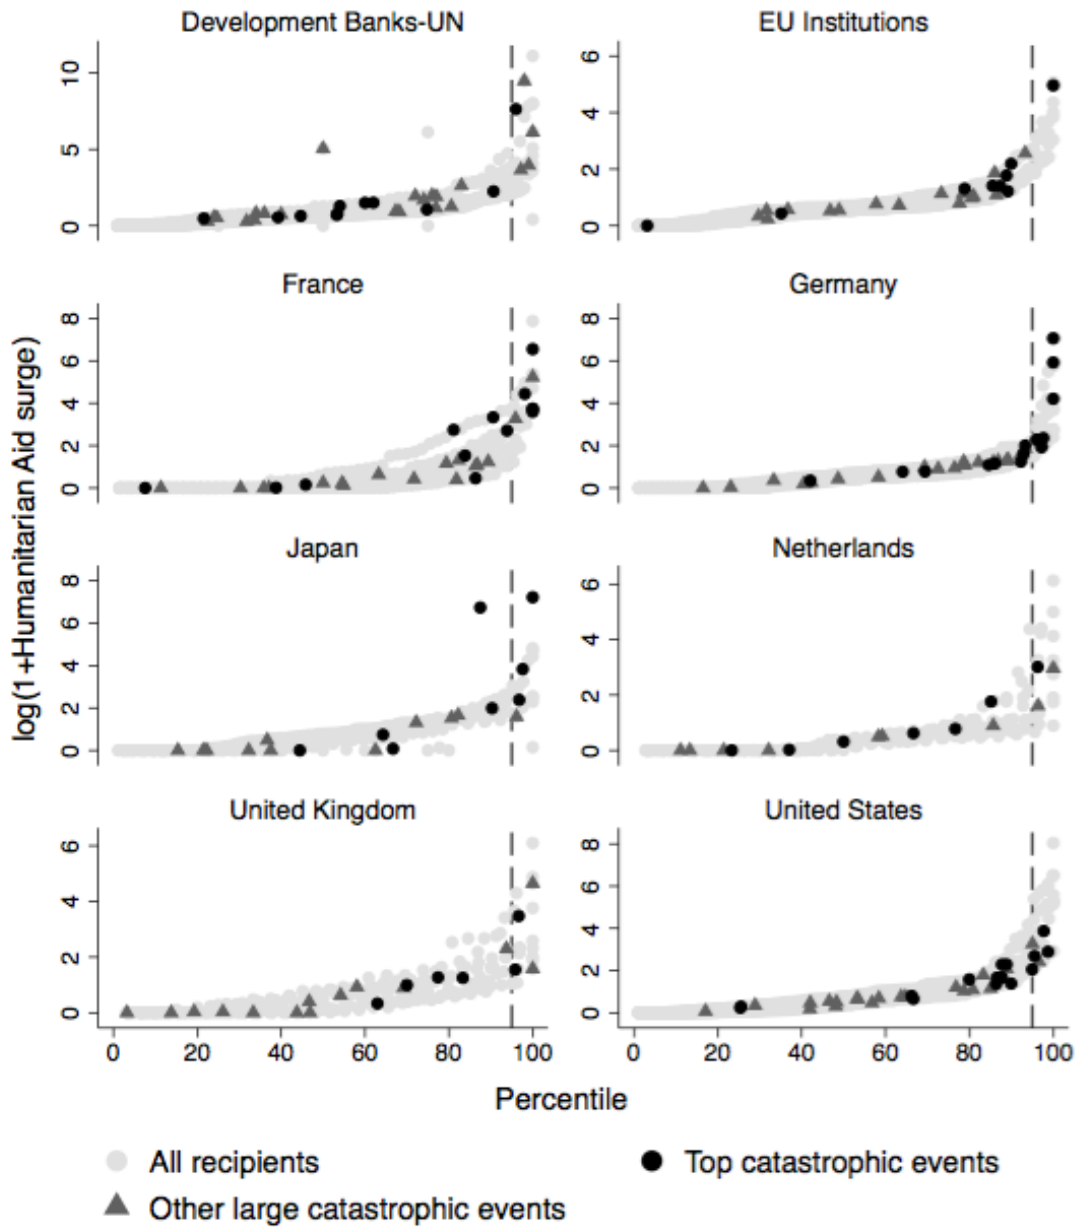 Development Banks-UN
EU Institutions
10
5
0
6
4
2
0
France
Germany
8
6
4
2
0
8
6
4
2
0
Japan
Netherlands
8
6
4
2
0
6
4
2
0
United Kingdom
United States
6
4
2
0
8
6
4
2
0
0 20 40 60 80 100
0 20 40 60 80 100
log(1+Humanitarian Aid surge)
Percentile
All recipients
Top catastrophic events
Other large catastrophic events